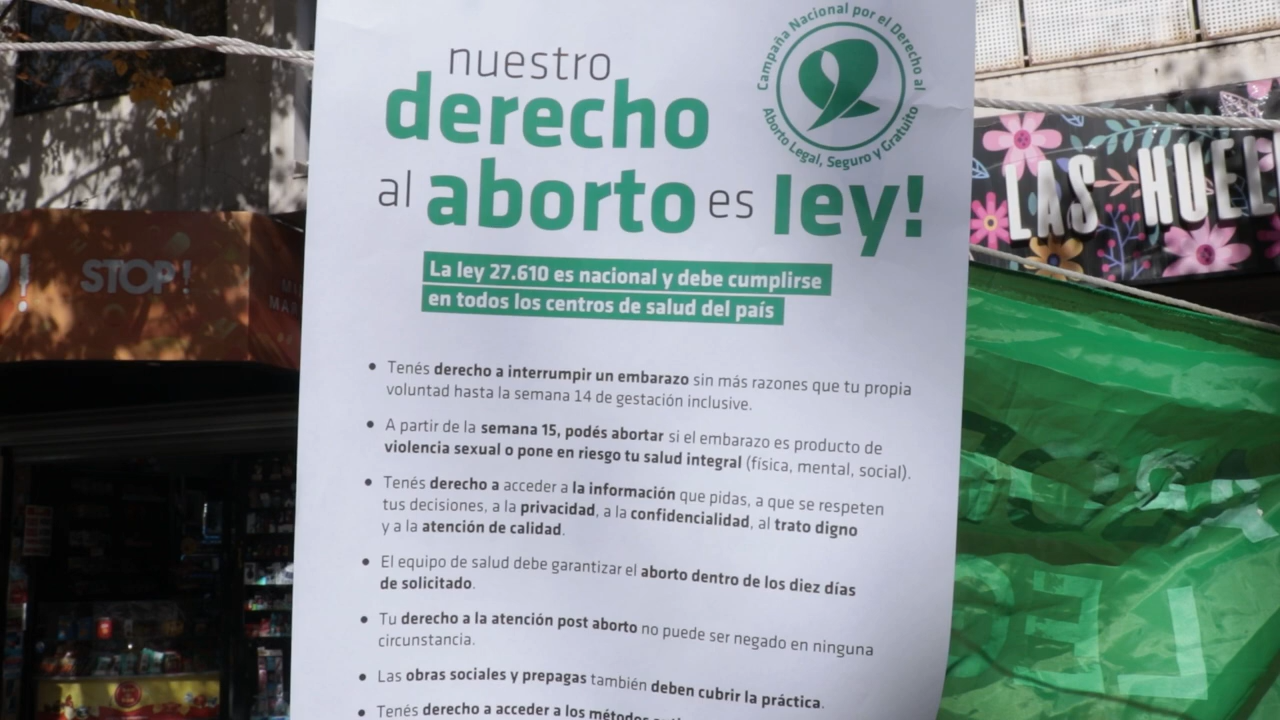 nuestro
derecho
al aborto es ley!
Campaña Nacional por el Derecho al
Aborto Legal, Seguro y Gratuito
La ley 27.610 es nacional y debe cumplirse
en todos los centros de salud del país
• Tenés derecho a interrumpir un embarazo sin más razones que tu propia
voluntad hasta la semana 14 de gestación inclusive.
• A partir de la semana 15, podés abortar si el embarazo es producto de
violencia sexual o pone en riesgo tu salud integral (física, mental, social).
• Tenés derecho a acceder a la información que pidas, a que se respeten
tus decisiones, a la privacidad, a la confidencialidad, al trato digno
y a la atención de calidad.
• El equipo de salud debe garantizar el aborto dentro de los diez días
de solicitado.
• Tu derecho a la atención post aborto no puede ser negado en ninguna
circunstancia.
• Las obras sociales y prepagas también deben cubrir la práctica.
• Tenés derecho a acceder a los métodos
STOP!
LAS HUEL